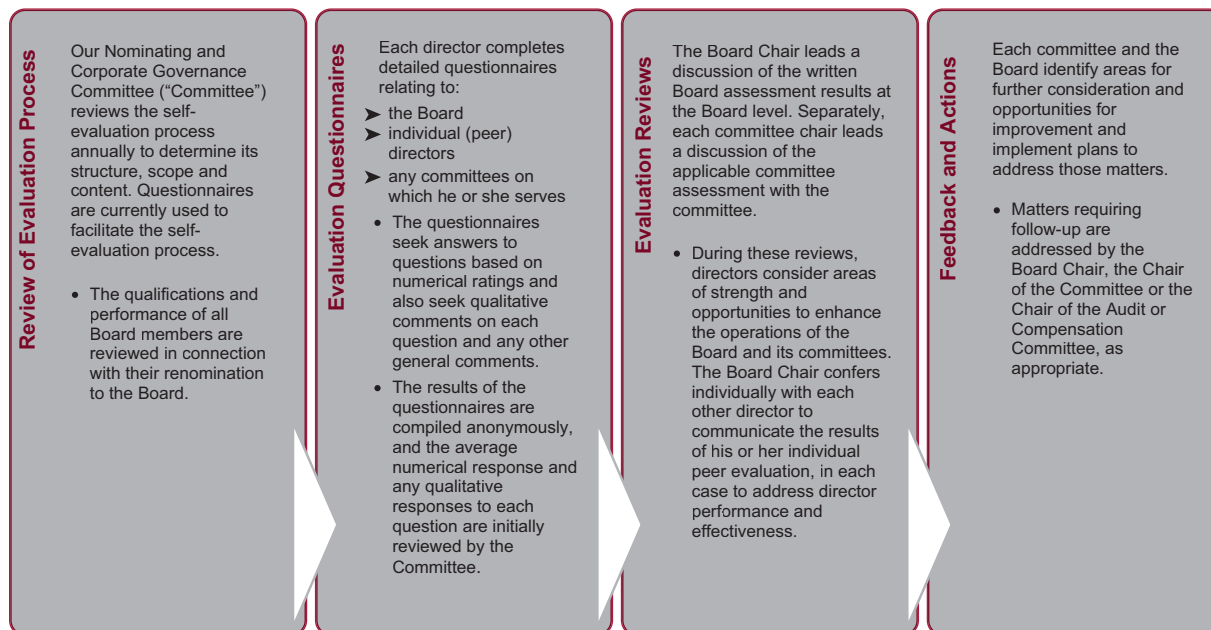 Review of Evaluation Process
Our Nominating and
Corporate Governance
Committee (“Committee”)
reviews the self-
evaluation process
annually to determine its
structure, scope and
content. Questionnaires
are currently used to
facilitate the self-
evaluation process.
• The qualifications and
performance of all
Board members are
reviewed in connection
with their renomination
to the Board.
Evaluation Questionnaires
Each director completes
detailed questionnaires
relating to:
➤ the Board
➤ individual (peer)
directors
➤ any committees on
which he or she serves
• The questionnaires
seek answers to
questions based on
numerical ratings and
also seek qualitative
comments on each
question and any other
general comments.
• The results of the
questionnaires are
compiled anonymously,
and the average
numerical response and
any qualitative
responses to each
question are initially
reviewed by the
Committee.
Evaluation Reviews
The Board Chair leads a
discussion of the written
Board assessment results at
the Board level. Separately,
each committee chair leads
a discussion of the
applicable committee
assessment with the
committee.
• During these reviews,
directors consider areas
of strength and
opportunities to enhance
the operations of the
Board and its committees.
The Board Chair confers
individually with each
other director to
communicate the results
of his or her individual
peer evaluation, in each
case to address director
performance and
effectiveness.
Feedback and Actions
Each committee and the
Board identify areas for
further consideration and
opportunities for
improvement and
implement plans to
address those matters.
• Matters requiring
follow-up are
addressed by the
Board Chair, the Chair
of the Committee or the
Chair of the Audit or
Compensation
Committee, as
appropriate.